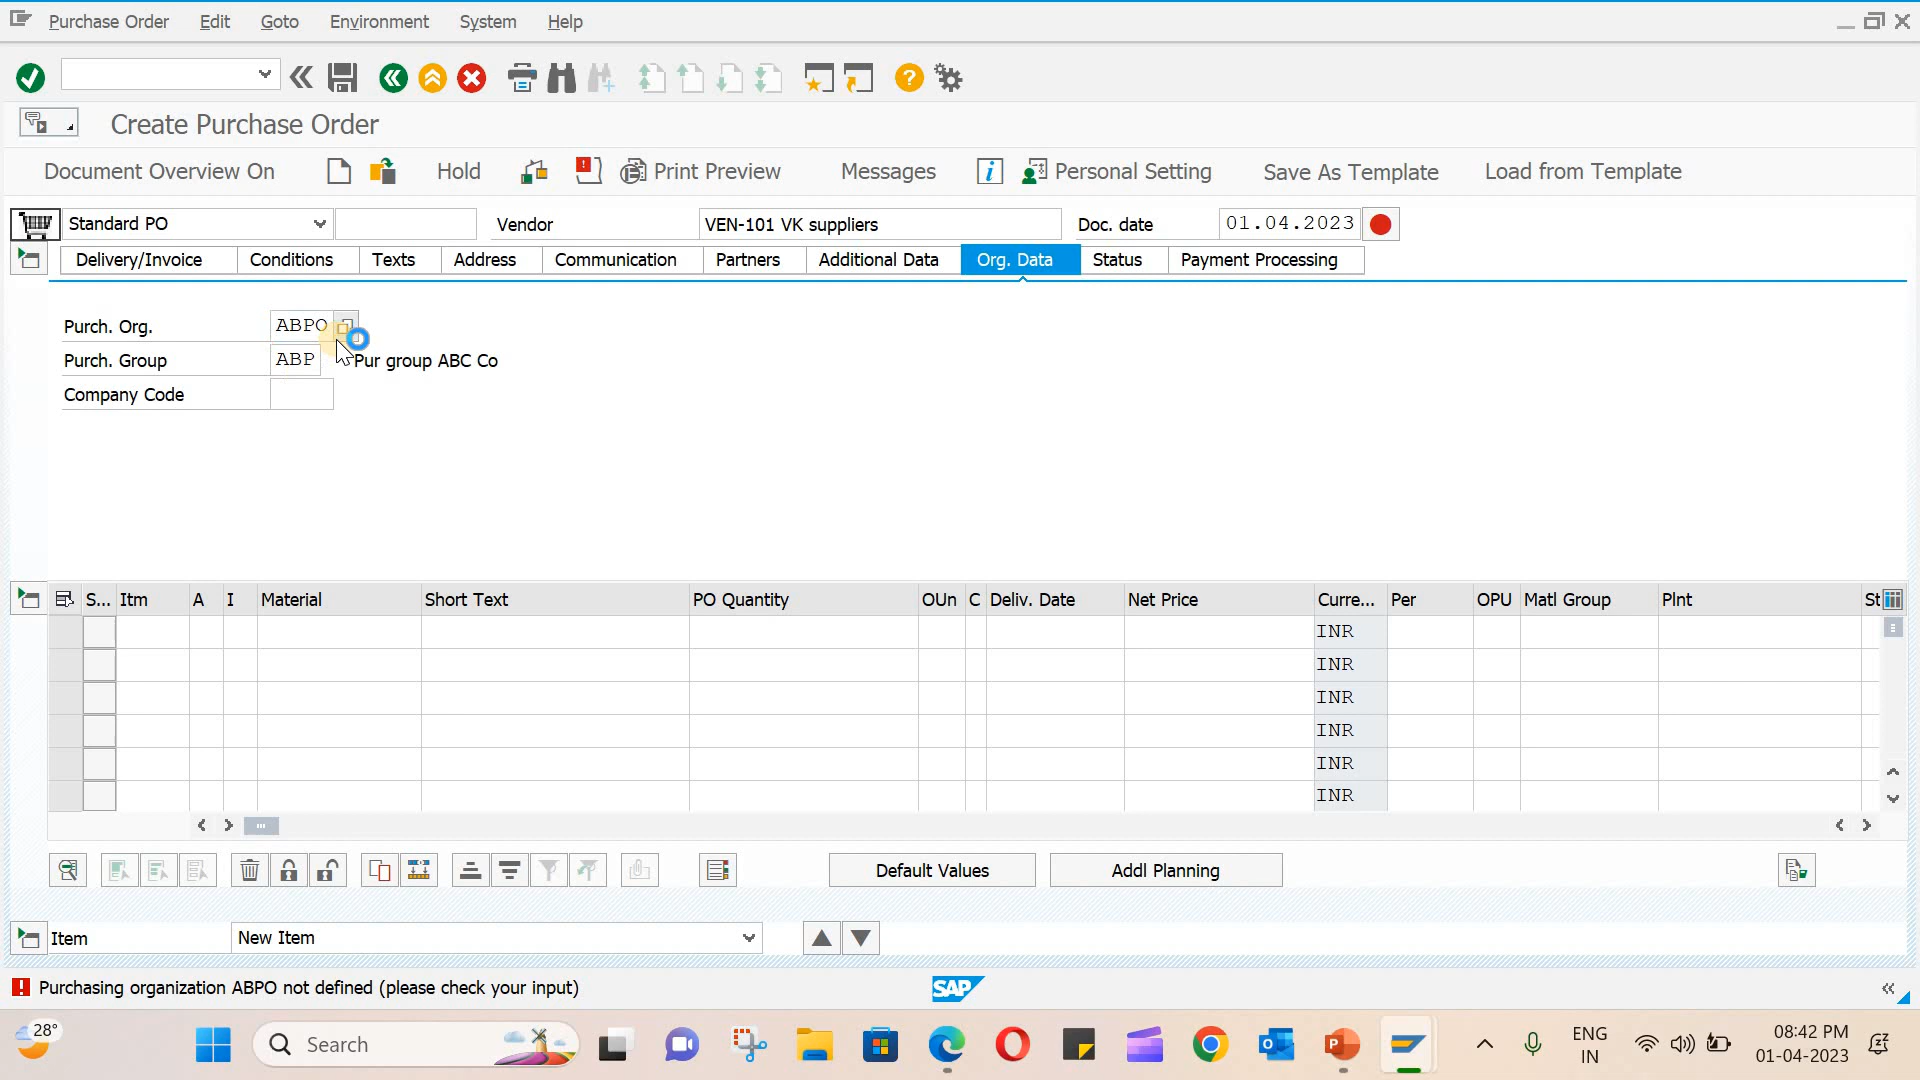 Purchase Order Edit Goto Environment System Help
Create Purchase Order
Document Overview On Hold Print Preview Messages Personal Setting Save As Template Load from Template
Standard PO Vendor VEN-101 VK suppliers Doc. date 01.04.2023
Delivery/Invoice Conditions Texts Address Communication Partners Additional Data Org. Data Status Payment Processing
Purch. Org. ABPO
Purch. Group ABP Pur group ABC Co
Company Code
S... Itm A I Material Short Text PO Quantity OUn C Deliv. Date Net Price Curre... Per OPU Matl Group Plnt St
INR
INR
INR
INR
INR
INR
Default Values Addl Planning
Item New Item
Purchasing organization ABPO not defined (please check your input) SAP
28° Search ENG IN 08:42 PM 01-04-2023